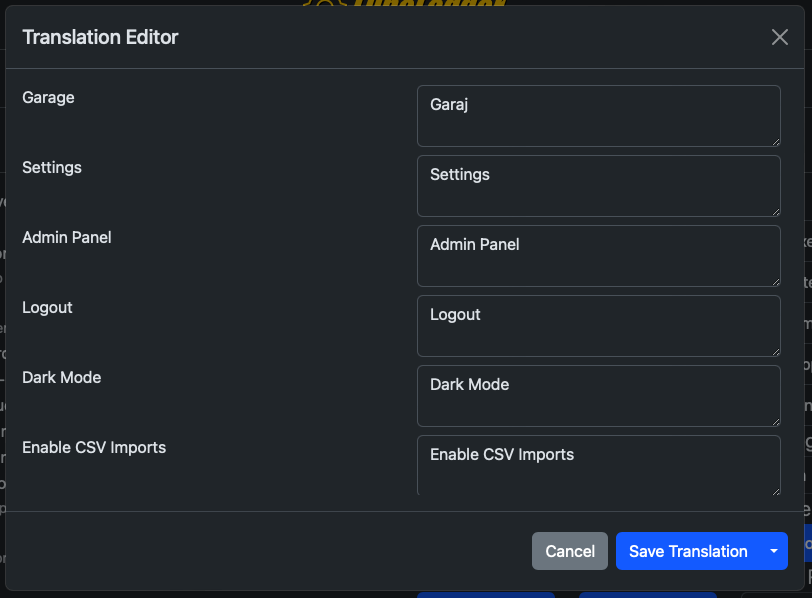 Translation Editor
Garage
Garaj
Settings
Settings
Admin Panel
Admin Panel
Logout
Logout
Dark Mode
Dark Mode
Enable CSV Imports
Enable CSV Imports
Cancel
Save Translation